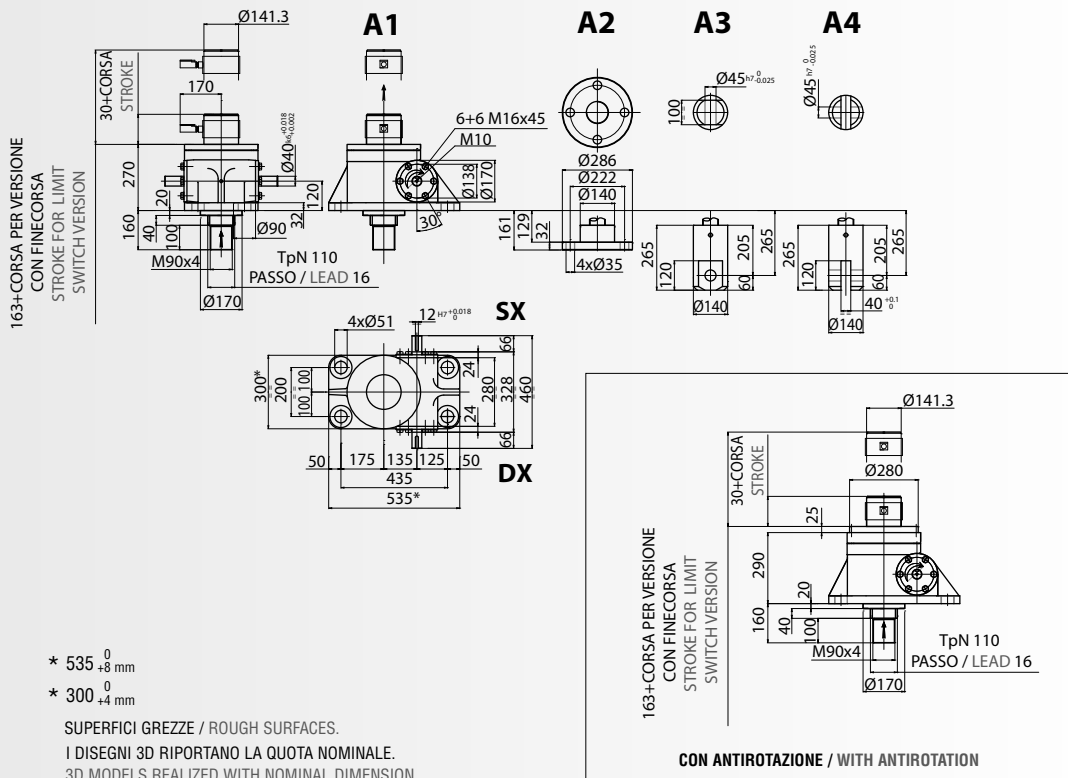 A1
A2
A3
A4
Ø141.3
30+CORSA
STROKE
170
163+CORSA PER VERSIONE
CON FINECORSA
STROKE FOR LIMIT
SWITCH VERSION
270
160
20
40
100
Ø40 h6 +0.018 +0.002
120
32
Ø90
M90x4
TpN 110
PASSO / LEAD 16
Ø170
6+6 M16x45
M10
Ø138
Ø170
30°
Ø286
Ø222
Ø140
161
129
32
4xØ35
Ø45 h7 0 -0.025
100
=
=
265
120
205
60
265
Ø140
Ø45 h7 0 -0.025
265
120
205
60
265
40 +0.1 0
= =
Ø140
SX
4xØ51
12 H7 +0.018 0
66
300*
= =
200
= =
100 100
24
280
= =
328
= =
460
= =
24
66
50
175
135
125
50
435
535*
DX
Ø141.3
30+CORSA
STROKE
Ø280
25
163+CORSA PER VERSIONE
CON FINECORSA
STROKE FOR LIMIT
SWITCH VERSION
290
160
20
40
100
M90x4
TpN 110
PASSO / LEAD 16
Ø170
CON ANTIROTAZIONE / WITH ANTIROTATION
* 535 0 +8 mm
* 300 0 +4 mm
SUPERFICI GREZZE / ROUGH SURFACES.
I DISEGNI 3D RIPORTANO LA QUOTA NOMINALE.
3D MODELS REALIZED WITH NOMINAL DIMENSION